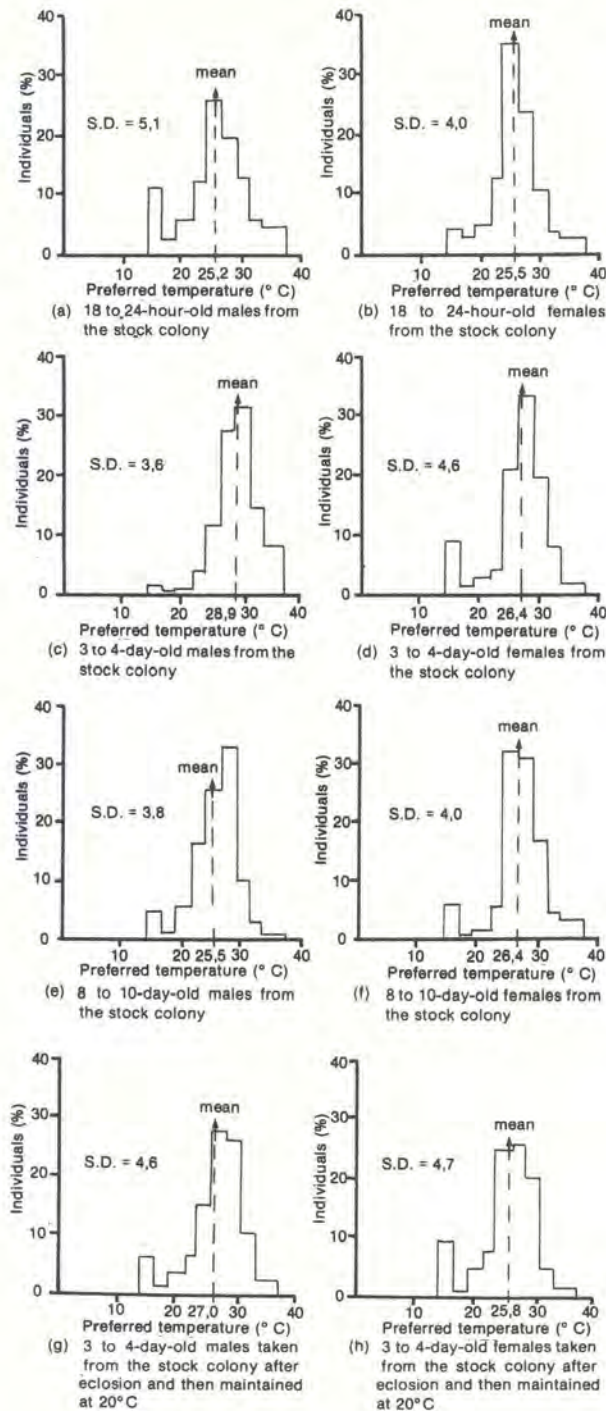 40
30
20
10
0
Individuals (%)
mean
S.D. = 5,1
10 20 25,2 30 40
Preferred temperature (° C)
(a) 18 to 24-hour-old males from
the stock colony
40
30
20
10
0
Individuals (%)
mean
S.D. = 4,0
10 20 25,5 30 40
Preferred temperature (° C)
(b) 18 to 24-hour-old females
from the stock colony
40
30
20
10
0
Individuals (%)
mean
S.D. = 3,6
10 20 28,9 30 40
Preferred temperature (° C)
(c) 3 to 4-day-old males from the
stock colony
40
30
20
10
0
Individuals (%)
mean
S.D. = 4,6
10 20 26,4 30 40
Preferred temperature (° C)
(d) 3 to 4-day-old females from
the stock colony
40
30
20
10
0
Individuals (%)
mean
S.D. = 3,8
10 20 25,5 30 40
Preferred temperature (° C)
(e) 8 to 10-day-old males from
the stock colony
40
30
20
10
0
Individuals (%)
mean
S.D. = 4,0
10 20 26,4 30 40
Preferred temperature (° C)
(f) 8 to 10-day-old females from
the stock colony
40
30
20
10
0
Individuals (%)
mean
S.D. = 4,6
10 20 27,0 30 40
Preferred temperature (° C)
(g) 3 to 4-day-old males taken
from the stock colony after
eclosion and then maintained
at 20°C
40
30
20
10
0
Individuals (%)
mean
S.D. = 4,7
10 20 25,8 30 40
Preferred temperature (° C)
(h) 3 to 4-day-old females taken
from the stock colony after
eclosion and then maintained
at 20°C